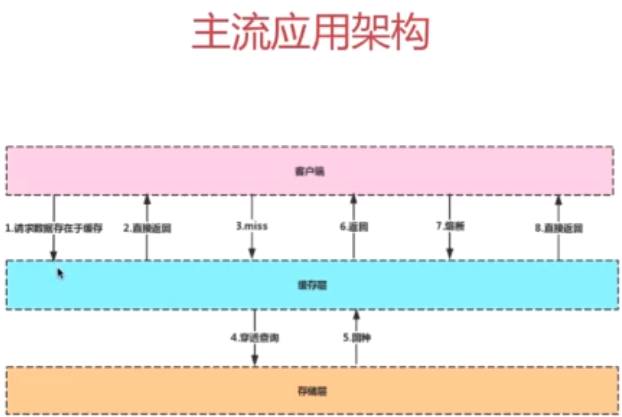 主流应用架构
客户端
1.请求数据存在于缓存
2.直接返回
3.miss
6.返回
7.熔断
8.直接返回
缓存层
4.穿透查询
5.回种
存储层